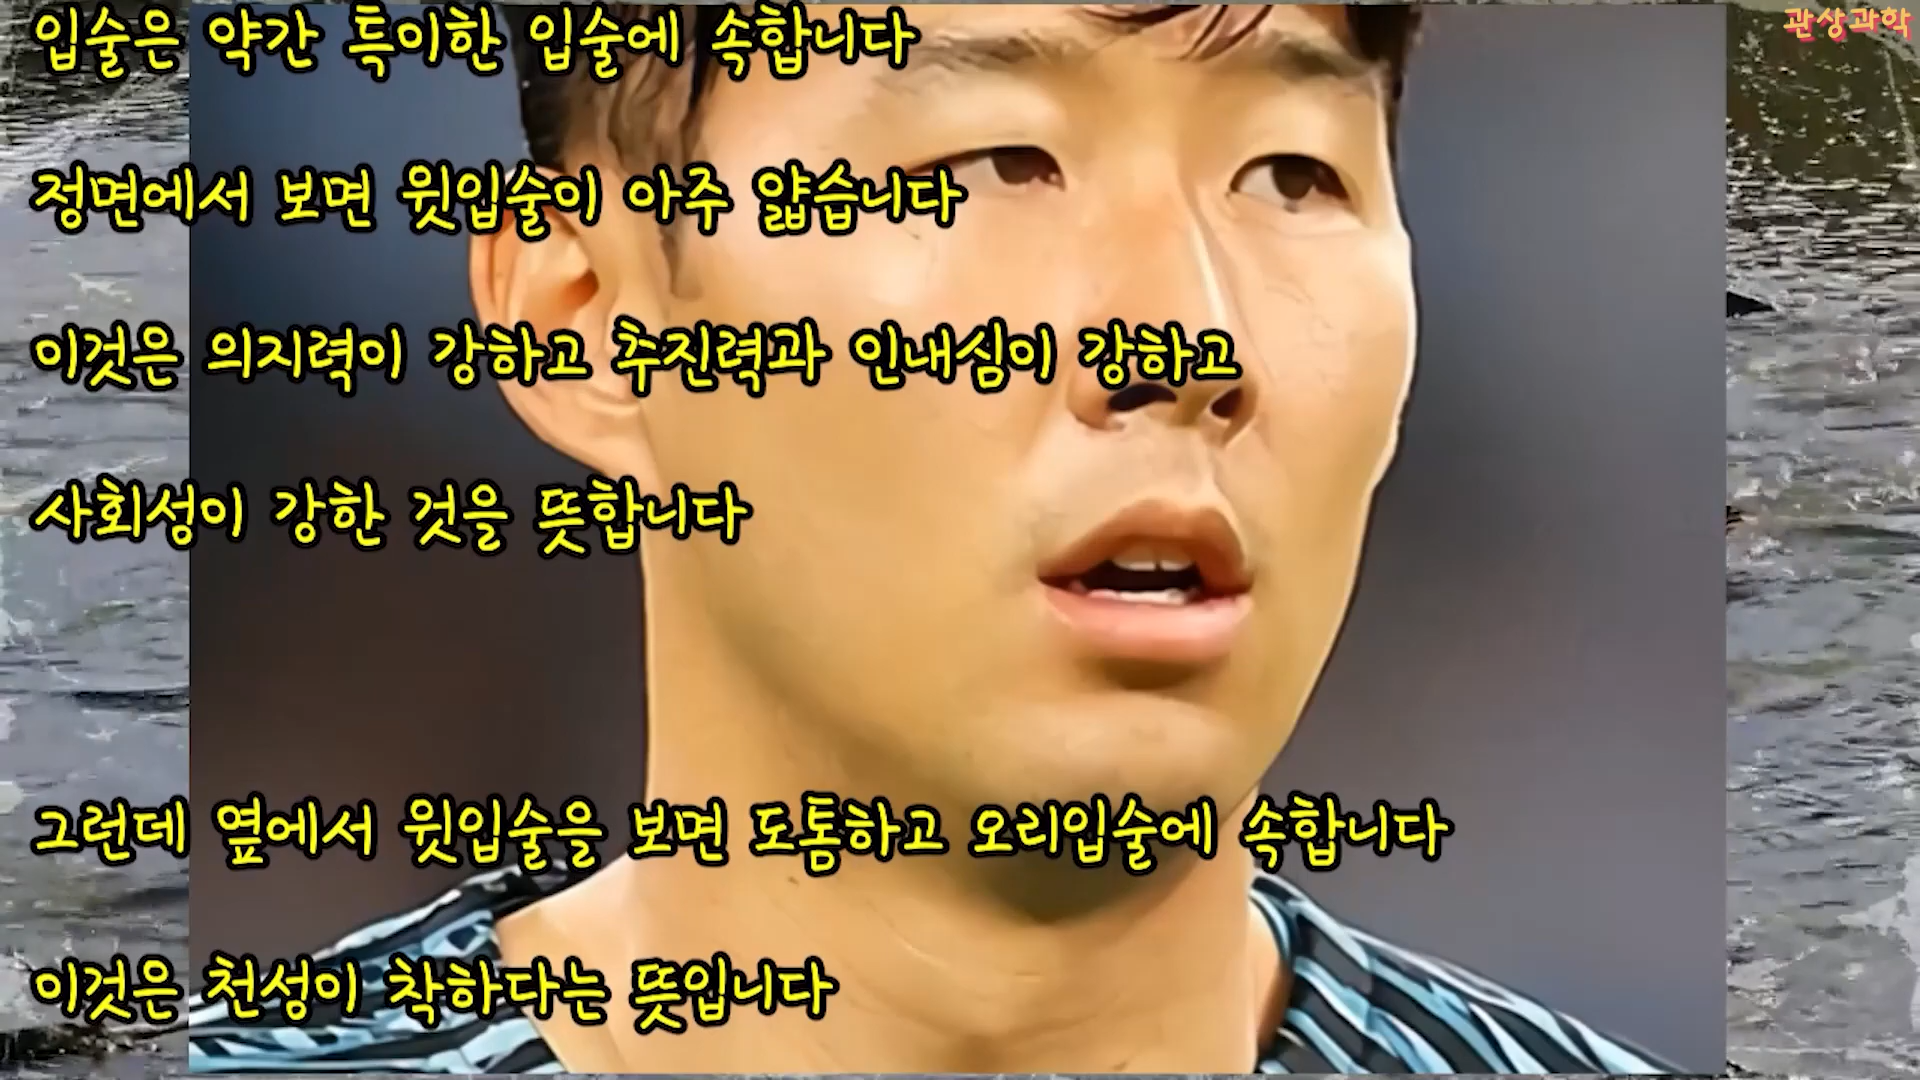 관상과학
입술은 약간 특이한 입술에 속합니다
정면에서 보면 윗입술이 아주 얇습니다
이것은 의지력이 강하고 추진력과 인내심이 강하고
사회성이 강한 것을 뜻합니다
그런데 옆에서 윗입술을 보면 도톰하고 오리입술에 속합니다
이것은 천성이 착하다는 뜻입니다